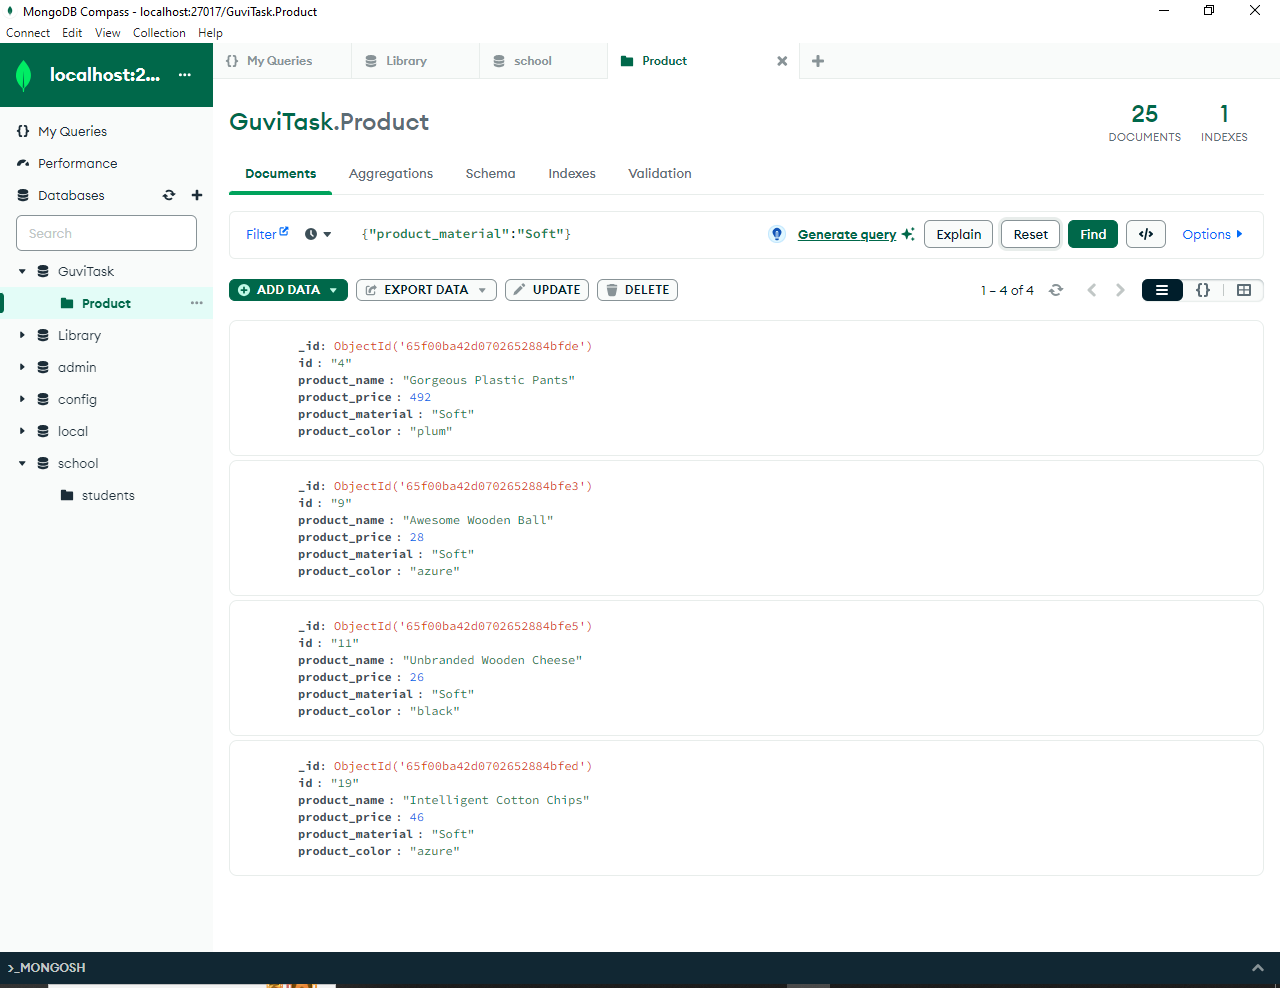 MongoDB Compass - localhost:27017/GuviTask.Product
Connect Edit View Collection Help
localhost:2... ...
My Queries
Library
school
Product
GuviTask.Product
25
DOCUMENTS
1
INDEXES
{} My Queries
Performance
Databases
Search
GuviTask
Product ...
Library
admin
config
local
school
students
Documents Aggregations Schema Indexes Validation
Filter {"product_material":"Soft"} Generate query Explain Reset Find </> Options
ADD DATA EXPORT DATA UPDATE DELETE 1 – 4 of 4 {}
_id: ObjectId('65f00ba42d0702652884bfde')
id : "4"
product_name : "Gorgeous Plastic Pants"
product_price : 492
product_material : "Soft"
product_color : "plum"
_id: ObjectId('65f00ba42d0702652884bfe3')
id : "9"
product_name : "Awesome Wooden Ball"
product_price : 28
product_material : "Soft"
product_color : "azure"
_id: ObjectId('65f00ba42d0702652884bfe5')
id : "11"
product_name : "Unbranded Wooden Cheese"
product_price : 26
product_material : "Soft"
product_color : "black"
_id: ObjectId('65f00ba42d0702652884bfed')
id : "19"
product_name : "Intelligent Cotton Chips"
product_price : 46
product_material : "Soft"
product_color : "azure"
>_MONGOSH